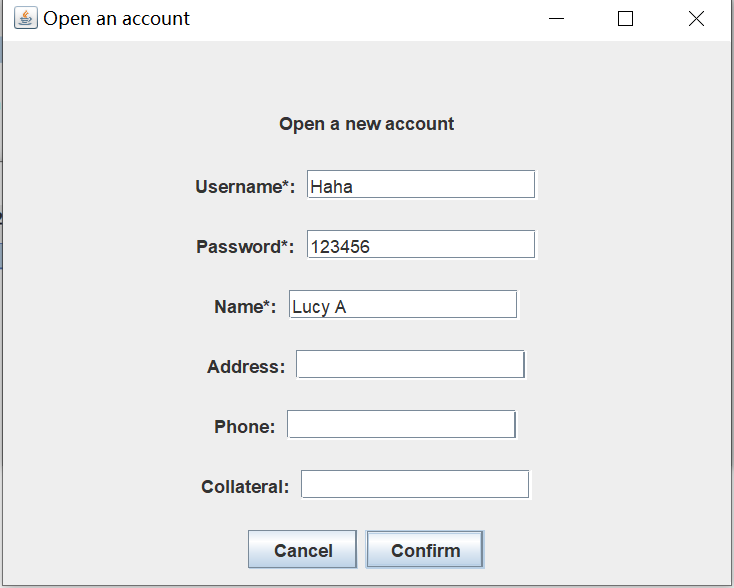 Open an account
Open a new account
Username*: Haha
Password*: 123456
Name*: Lucy A
Address:
Phone:
Collateral:
Cancel Confirm